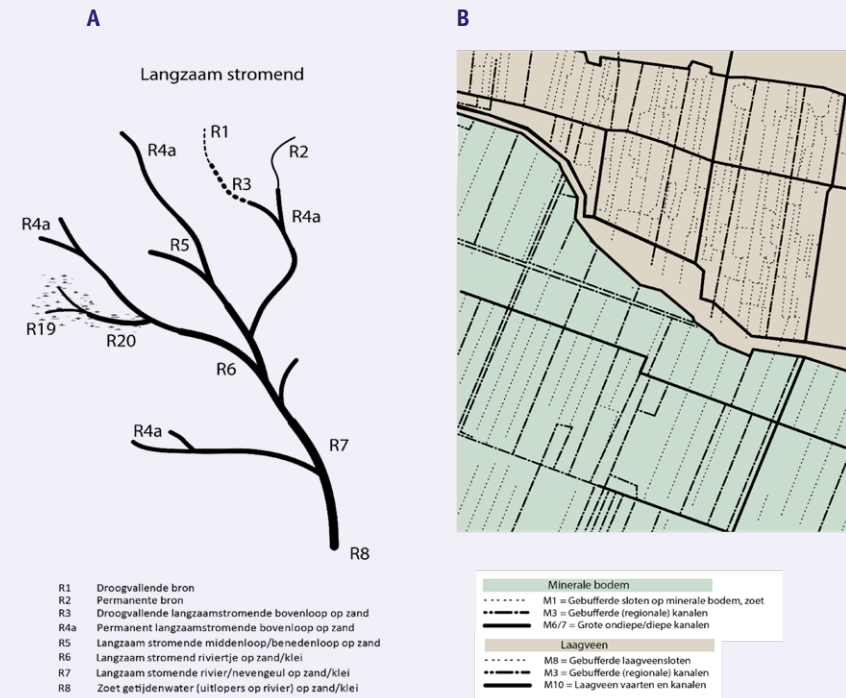 A
B
Langzaam stromend
R1
R4a
R2
R3
R4a
R4a
R5
R19
R20
R6
R4a
R7
R8
R1 Droogvallende bron
R2 Permanente bron
R3 Droogvallende langzaamstromende bovenloop op zand
R4a Permanent langzaamstromende bovenloop op zand
R5 Langzaam stromende middenloop/benedenloop op zand
R6 Langzaam stromend riviertje op zand/klei
R7 Langzaam stomende rivier/nevengeul op zand/klei
R8 Zoet getijdenwater (uitlopers op rivier) op zand/klei
Minerale bodem
M1 = Gebufferde sloten op minerale bodem, zoet
M3 = Gebufferde (regionale) kanalen
M6/7 = Grote ondiepe/diepe kanalen
Laagveen
M8 = Gebufferde laagveensloten
M3 = Gebufferde (regionale) kanalen
M10 = Laagveen vaarten en kanalen